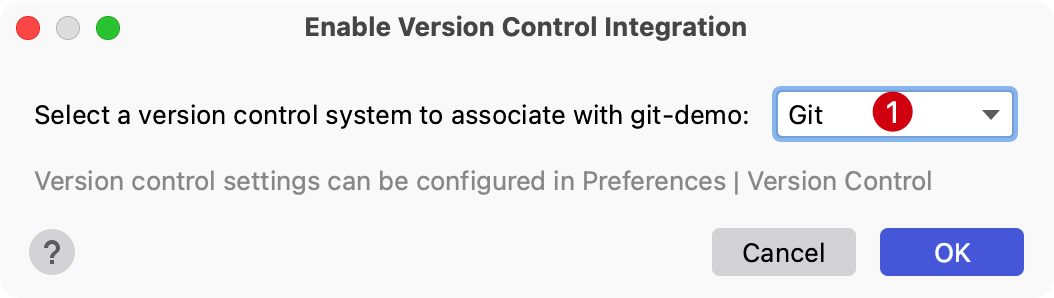 Enable Version Control Integration
Select a version control system to associate with git-demo: Git 1
Version control settings can be configured in Preferences | Version Control
? Cancel OK